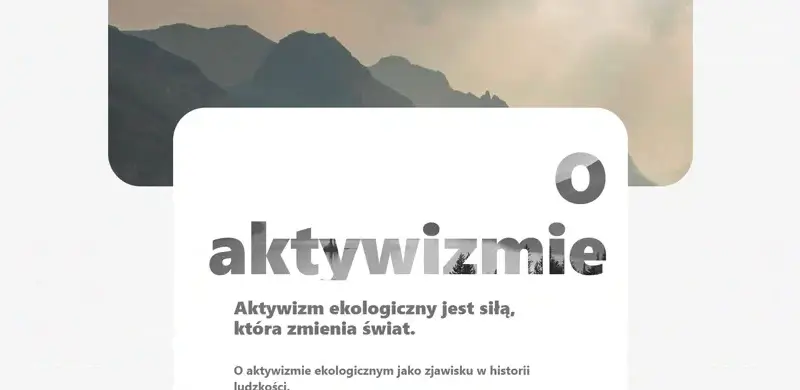 o
aktywizmie
Aktywizm ekologiczny jest siłą,
która zmienia świat.
O aktywizmie ekologicznym jako zjawisku w historii
ludzkości.